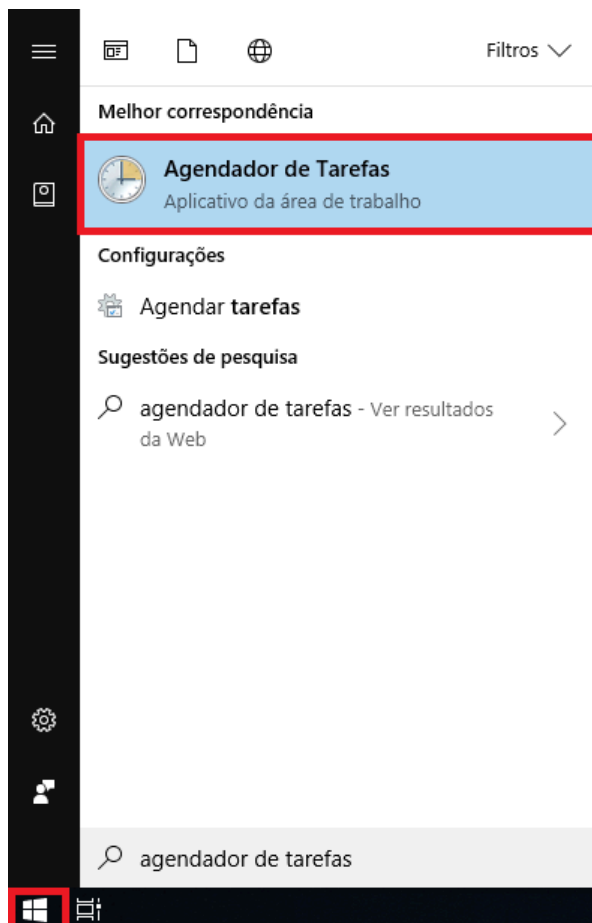 Filtros
Melhor correspondência
Agendador de Tarefas
Aplicativo da área de trabalho
Configurações
Agendar tarefas
Sugestões de pesquisa
agendador de tarefas - Ver resultados
da Web
agendador de tarefas